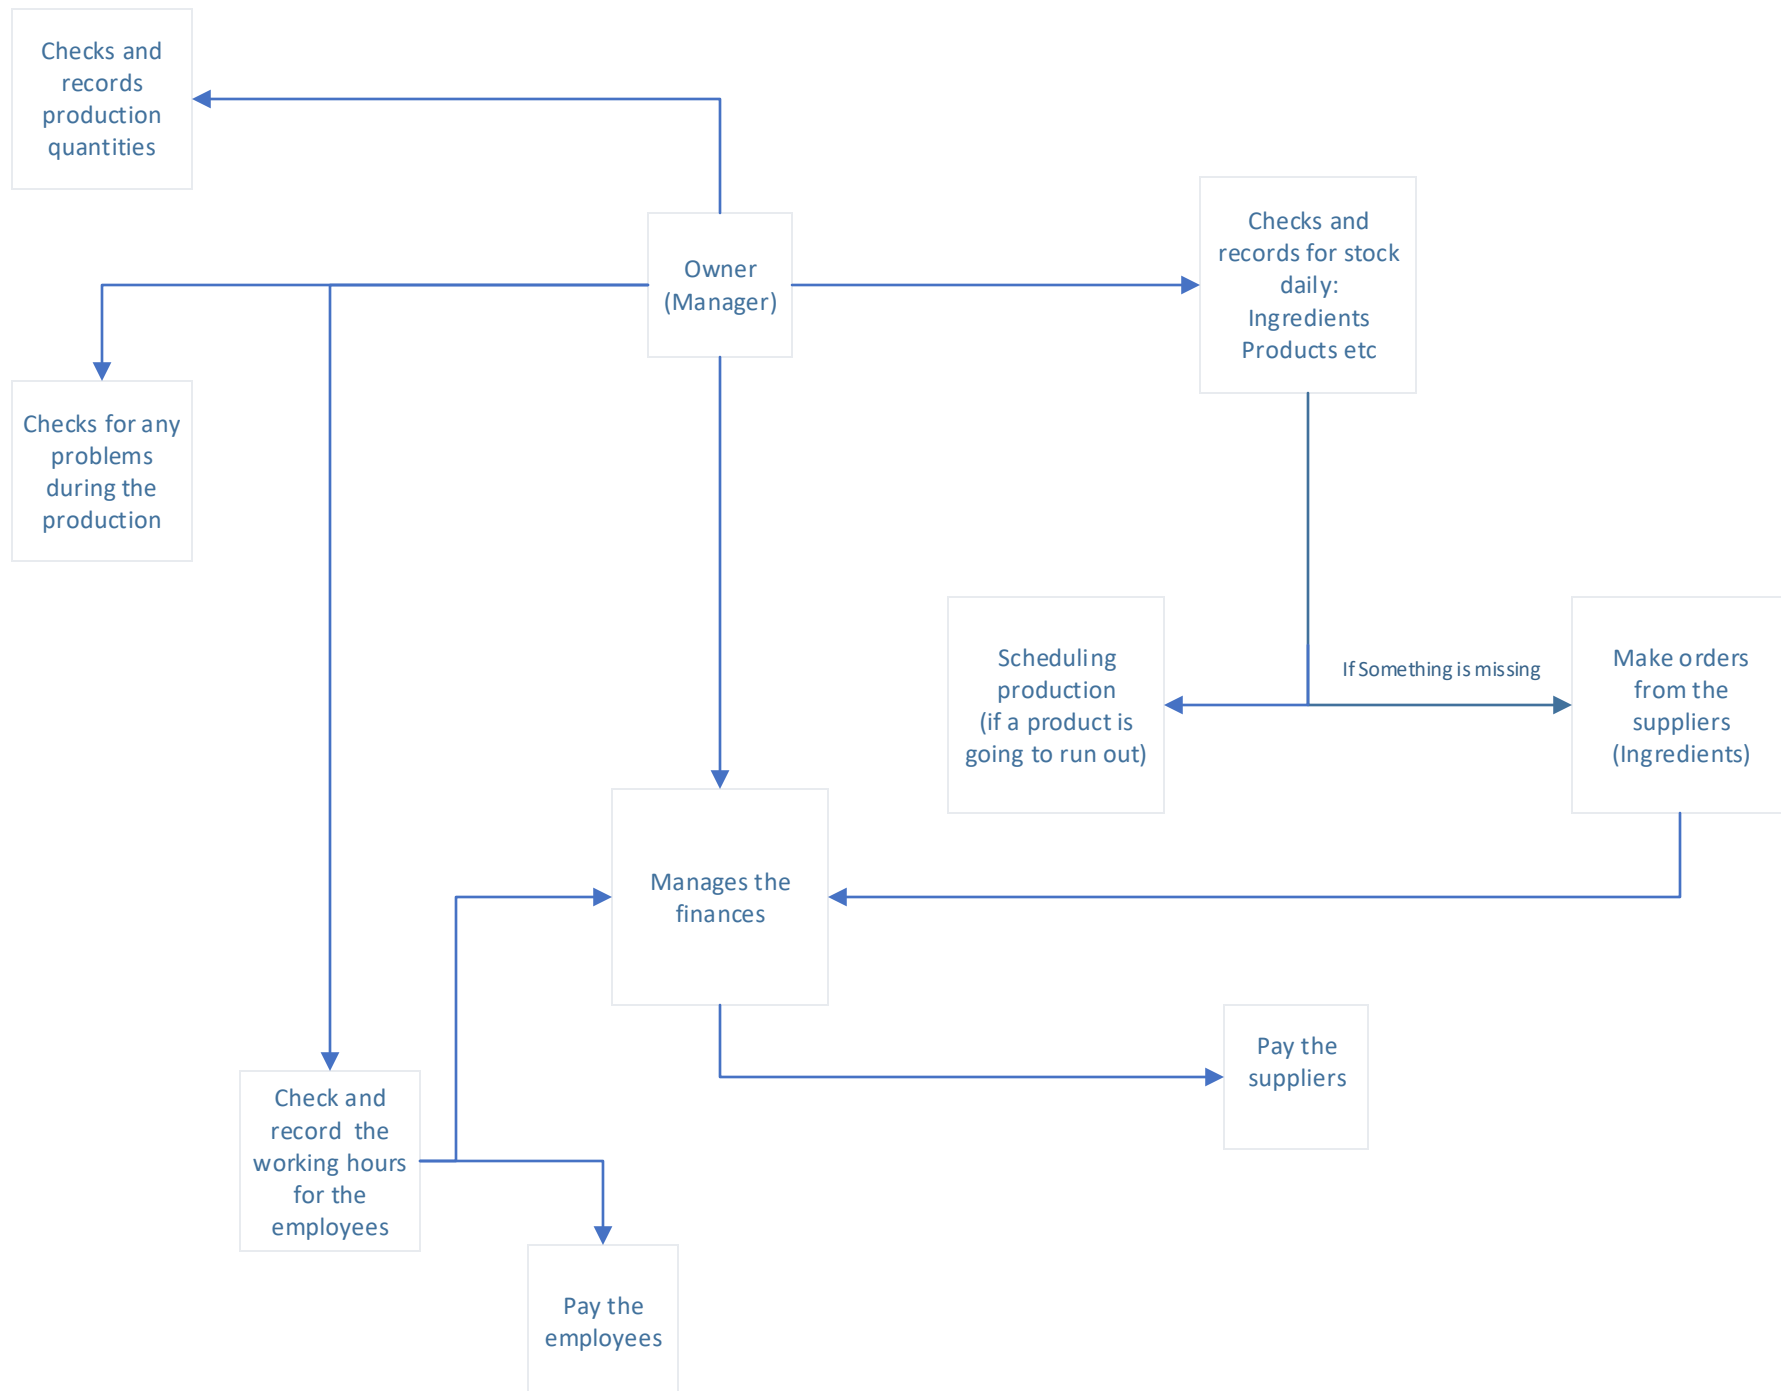 Checks and
records
production
quantities
Owner
(Manager)
Checks and
records for stock
daily:
Ingredients
Products etc
Checks for any
problems
during the
production
Scheduling
production
(if a product is
going to run out)
If Something is missing
Make orders
from the
suppliers
(Ingredients)
Manages the
finances
Pay the
suppliers
Check and
record the
working hours
for the
employees
Pay the
employees